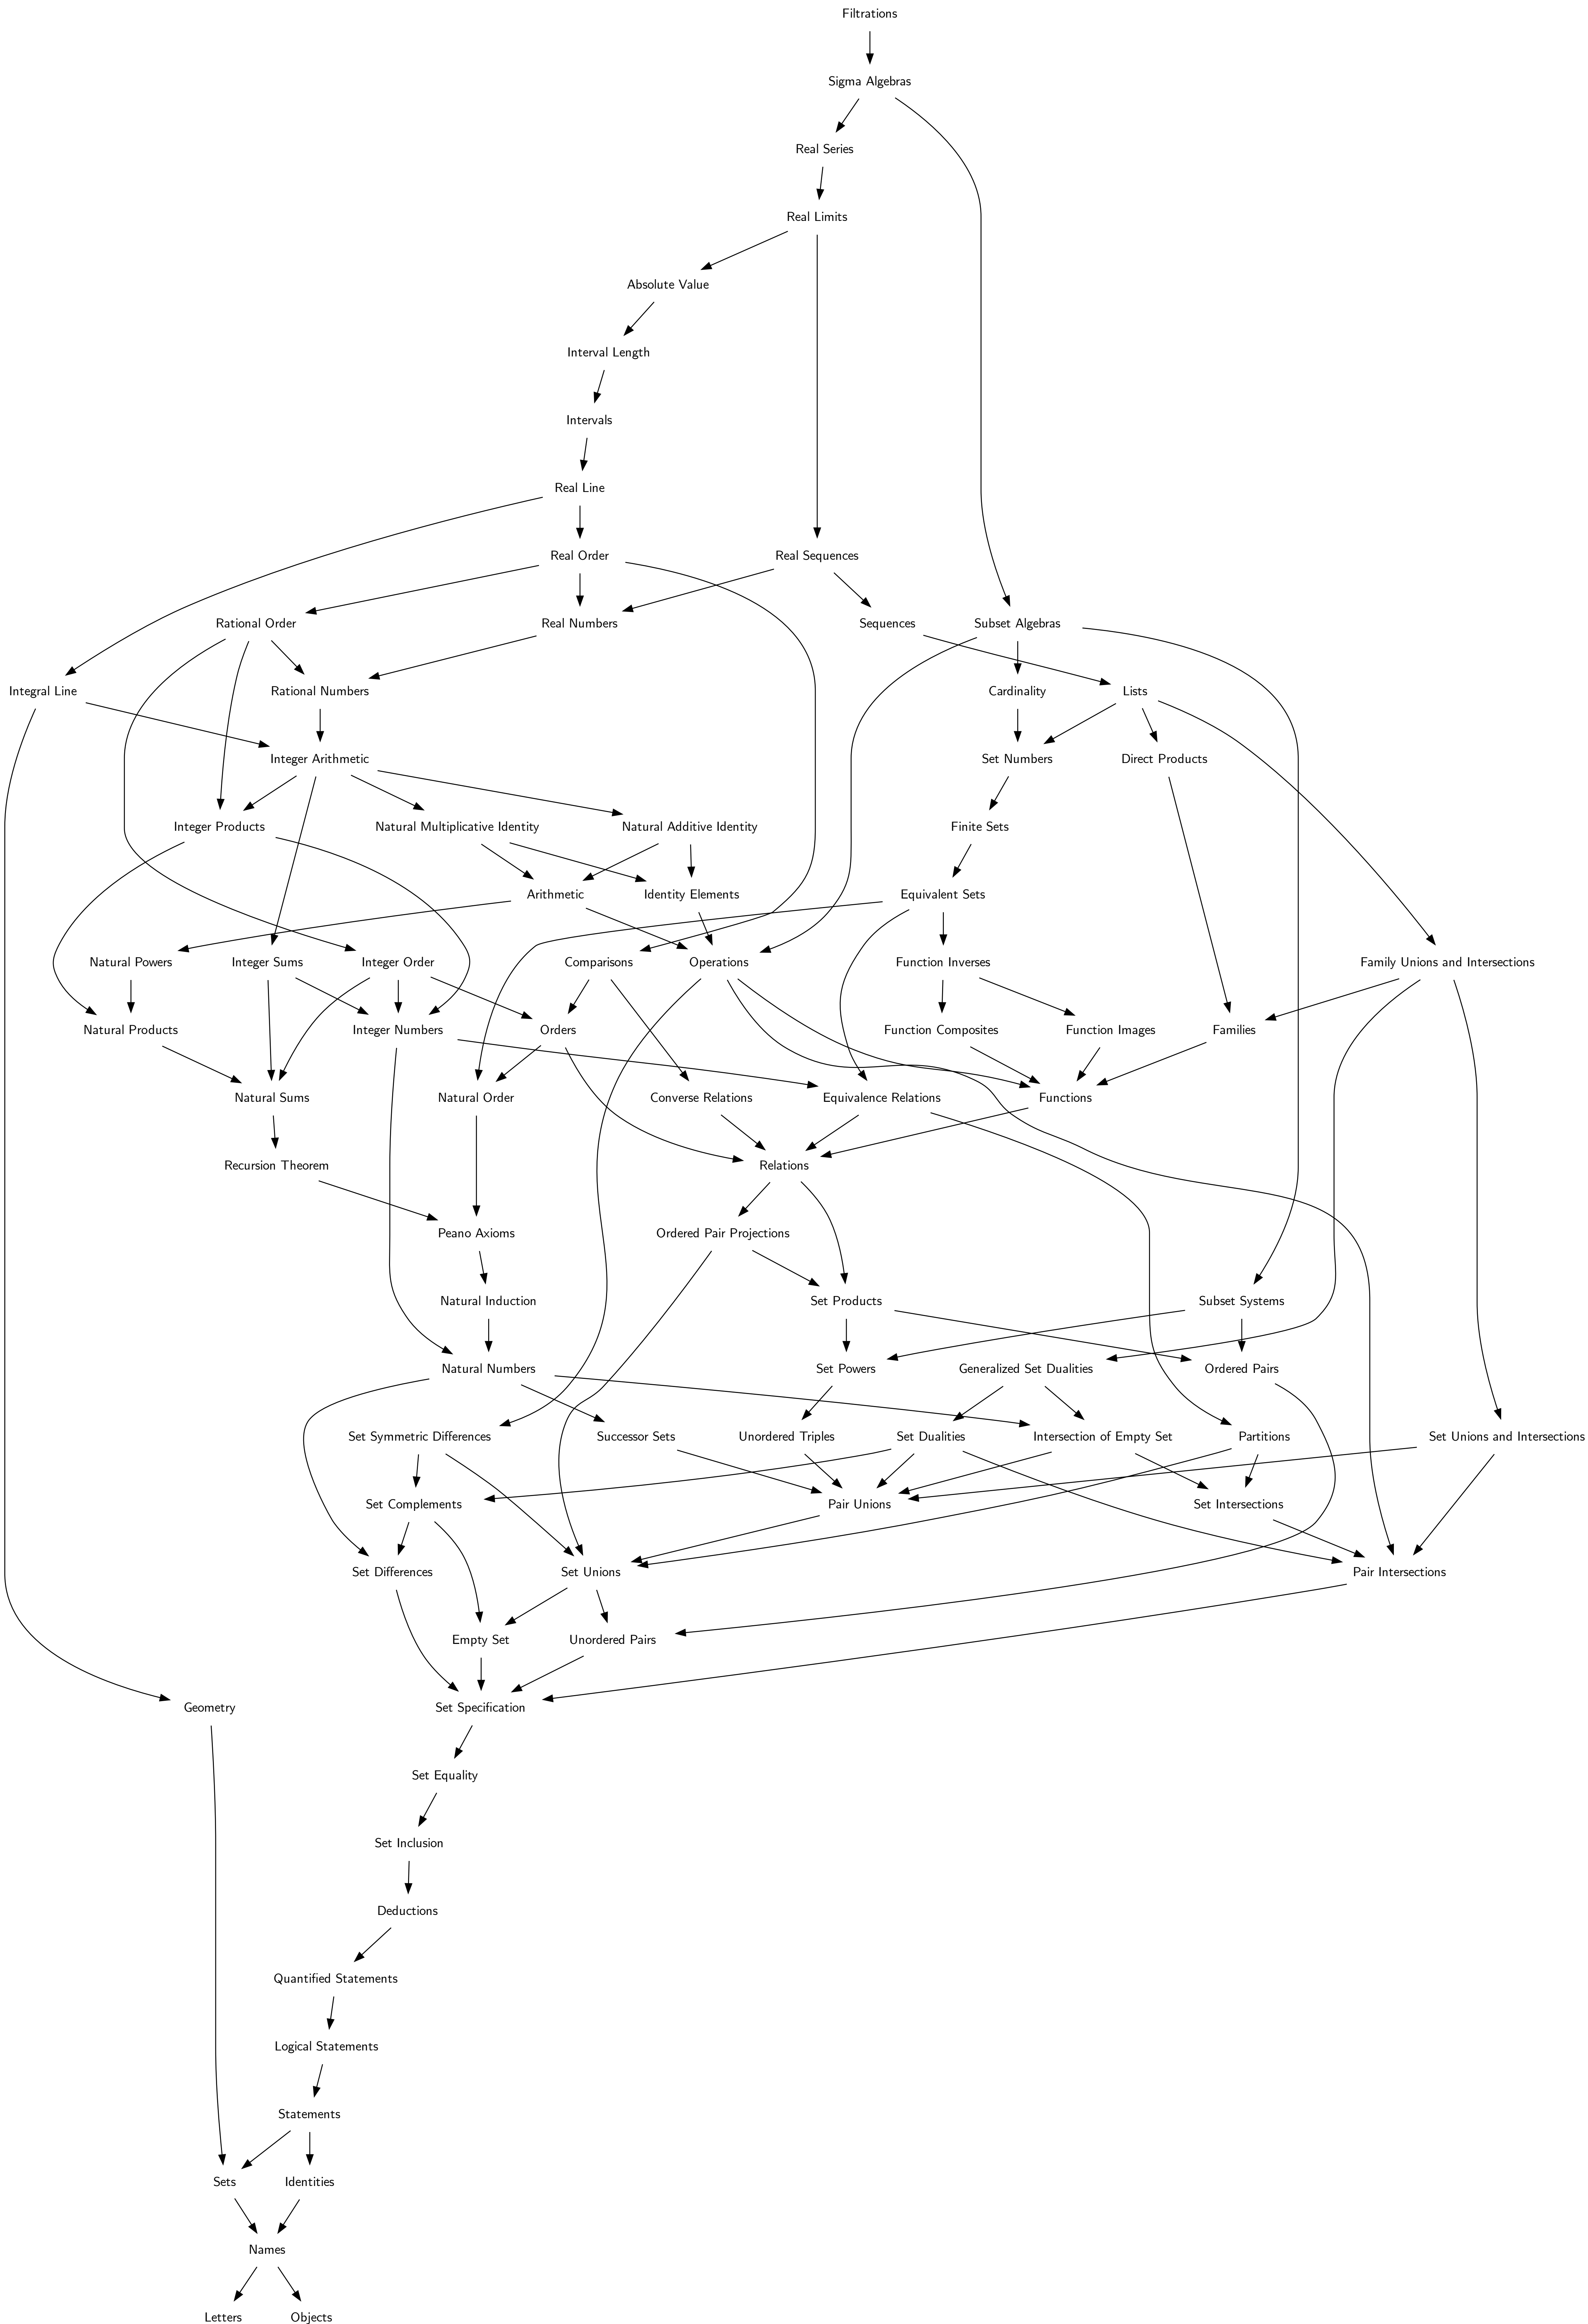 Filtrations
Sigma Algebras
Real Series
Real Limits
Absolute Value
Interval Length
Intervals
Real Line
Real Order
Real Sequences
Rational Order
Real Numbers
Sequences
Subset Algebras
Integral Line
Rational Numbers
Cardinality
Lists
Integer Arithmetic
Set Numbers
Direct Products
Integer Products
Natural Multiplicative Identity
Natural Additive Identity
Finite Sets
Arithmetic
Identity Elements
Equivalent Sets
Natural Powers
Integer Sums
Integer Order
Comparisons
Operations
Function Inverses
Family Unions and Intersections
Natural Products
Integer Numbers
Orders
Function Composites
Function Images
Families
Natural Sums
Natural Order
Converse Relations
Equivalence Relations
Functions
Recursion Theorem
Relations
Peano Axioms
Ordered Pair Projections
Natural Induction
Set Products
Subset Systems
Natural Numbers
Set Powers
Generalized Set Dualities
Ordered Pairs
Set Symmetric Differences
Successor Sets
Unordered Triples
Set Dualities
Intersection of Empty Set
Partitions
Set Unions and Intersections
Set Complements
Pair Unions
Set Intersections
Set Differences
Set Unions
Pair Intersections
Empty Set
Unordered Pairs
Geometry
Set Specification
Set Equality
Set Inclusion
Deductions
Quantified Statements
Logical Statements
Statements
Sets
Identities
Names
Letters
Objects